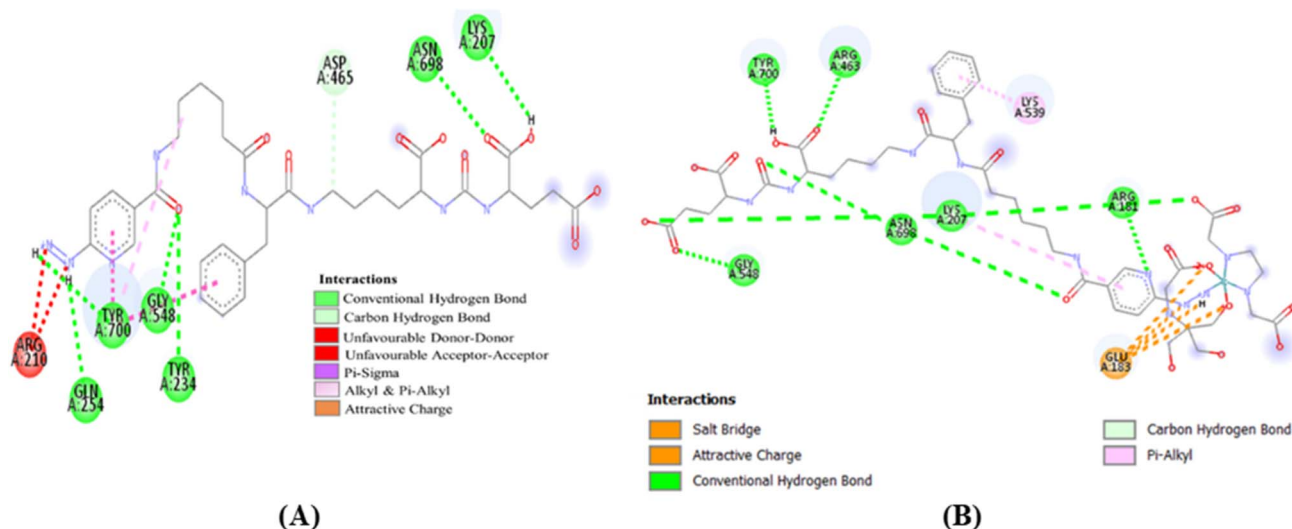 ASP
A:465
ASN
A:698
LYS
A:207
H
O
O
O
O
O
O
O
O
O
O
N
N
N
N
N
N
N
N
H
H
ARG
A:210
GLN
A:254
TYR
A:700
GLY
A:548
TYR
A:234
Interactions
Conventional Hydrogen Bond
Carbon Hydrogen Bond
Unfavourable Donor-Donor
Unfavourable Acceptor-Acceptor
Pi-Sigma
Alkyl & Pi-Alkyl
Attractive Charge
(A)
TYR
A:700
ARG
A:463
LYS
A:539
H
ASN
A:698
LYS
A:207
ARG
A:181
GLY
A:548
GLU
A:183
H
Interactions
Salt Bridge
Attractive Charge
Conventional Hydrogen Bond
Carbon Hydrogen Bond
Pi-Alkyl
(B)